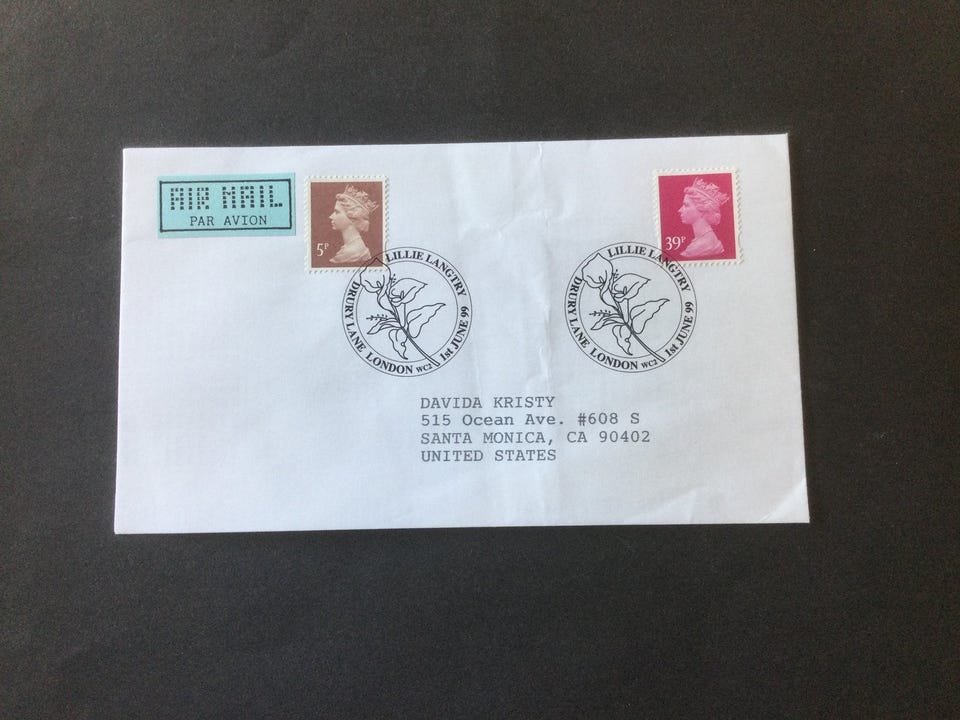 AIR MAIL
PAR AVION
5P
39P
LILLIE LANGTRY
DRURY LANE LONDON WC2 1st JUNE 99
LILLIE LANGTRY
DRURY LANE LONDON WC2 1st JUNE 99
DAVIDA KRISTY
515 Ocean Ave. #608 S
SANTA MONICA, CA 90402
UNITED STATES